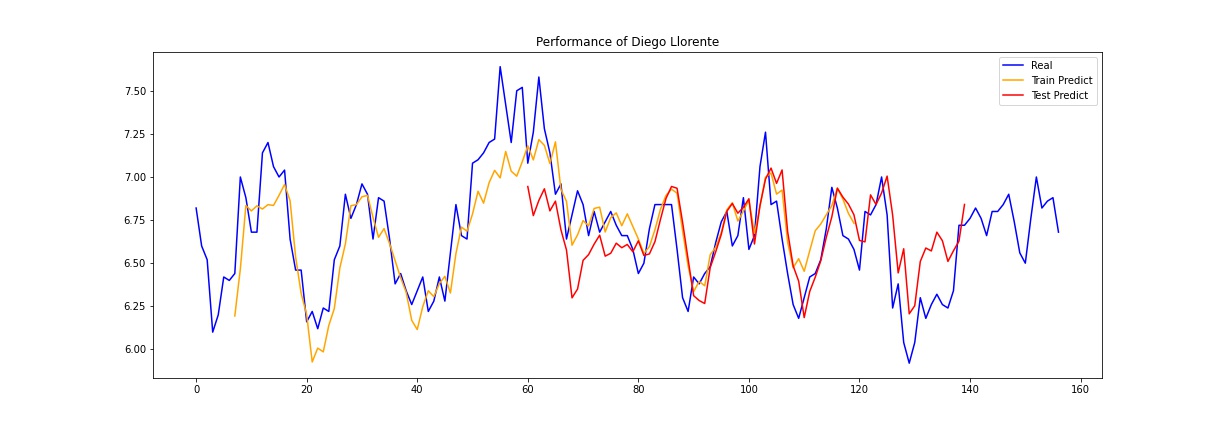 Performance of Diego Llorente
Real
Train Predict
Test Predict
7.50
7.25
7.00
6.75
6.50
6.25
6.00
0 20 40 60 80 100 120 140 160